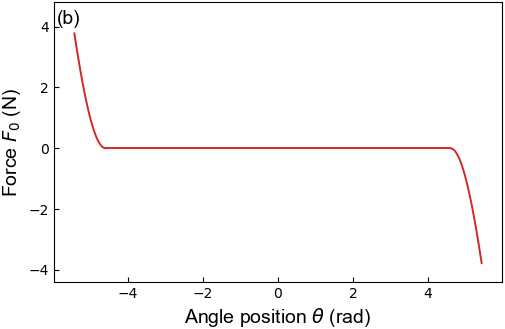 (b)
4
2
0
−2
−4
Force F₀ (N)
−4 −2 0 2 4
Angle position θ (rad)